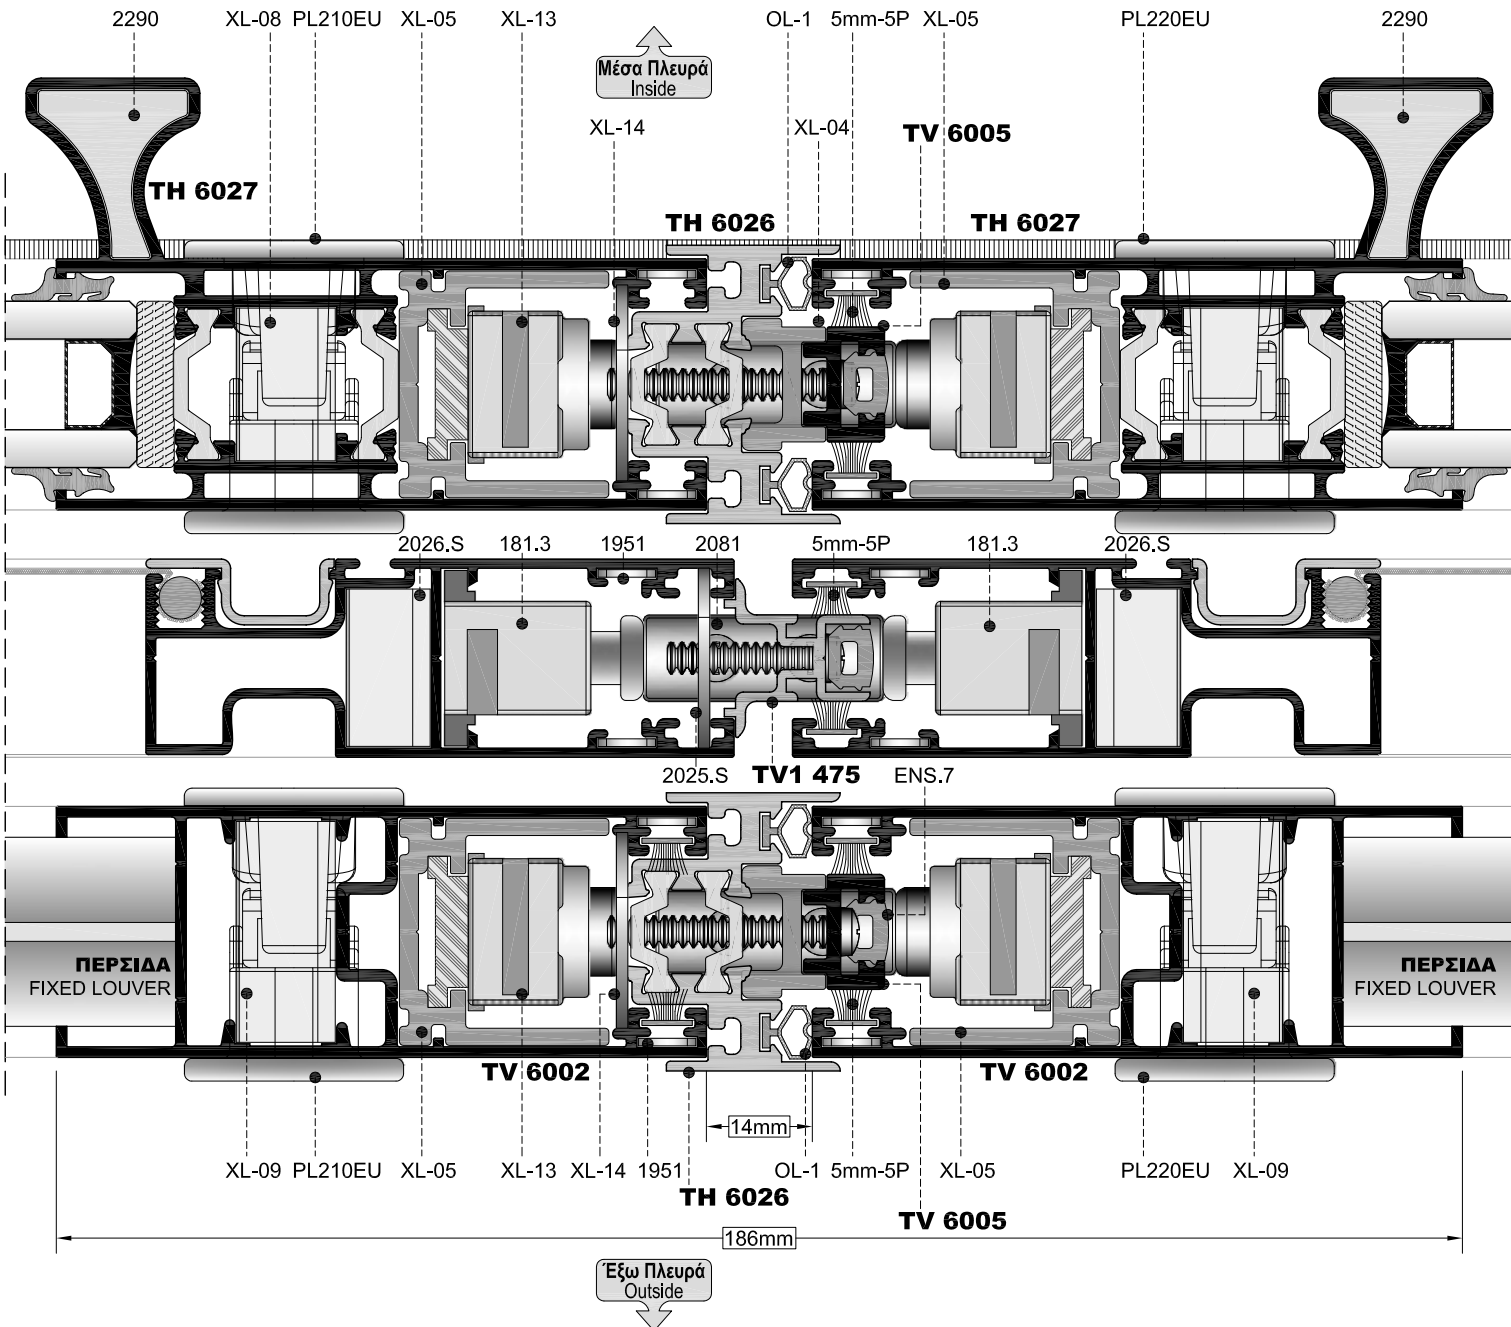 2290 XL-08 PL210EU XL-05 XL-13 OL-1 5mm-5P XL-05 PL220EU 2290
Μέσα Πλευρά
Inside
XL-14 XL-04 TV 6005
TH 6027
TH 6026 TH 6027
2026.S 181.3 1951 2081 5mm-5P 181.3 2026.S
2025.S TV1 475 ENS.7
ΠΕΡΣΙΔΑ
FIXED LOUVER
ΠΕΡΣΙΔΑ
FIXED LOUVER
TV 6002 TV 6002
14mm
XL-09 PL210EU XL-05 XL-13 XL-14 1951 OL-1 5mm-5P XL-05 PL220EU XL-09
TH 6026
TV 6005
186mm
Έξω Πλευρά
Outside